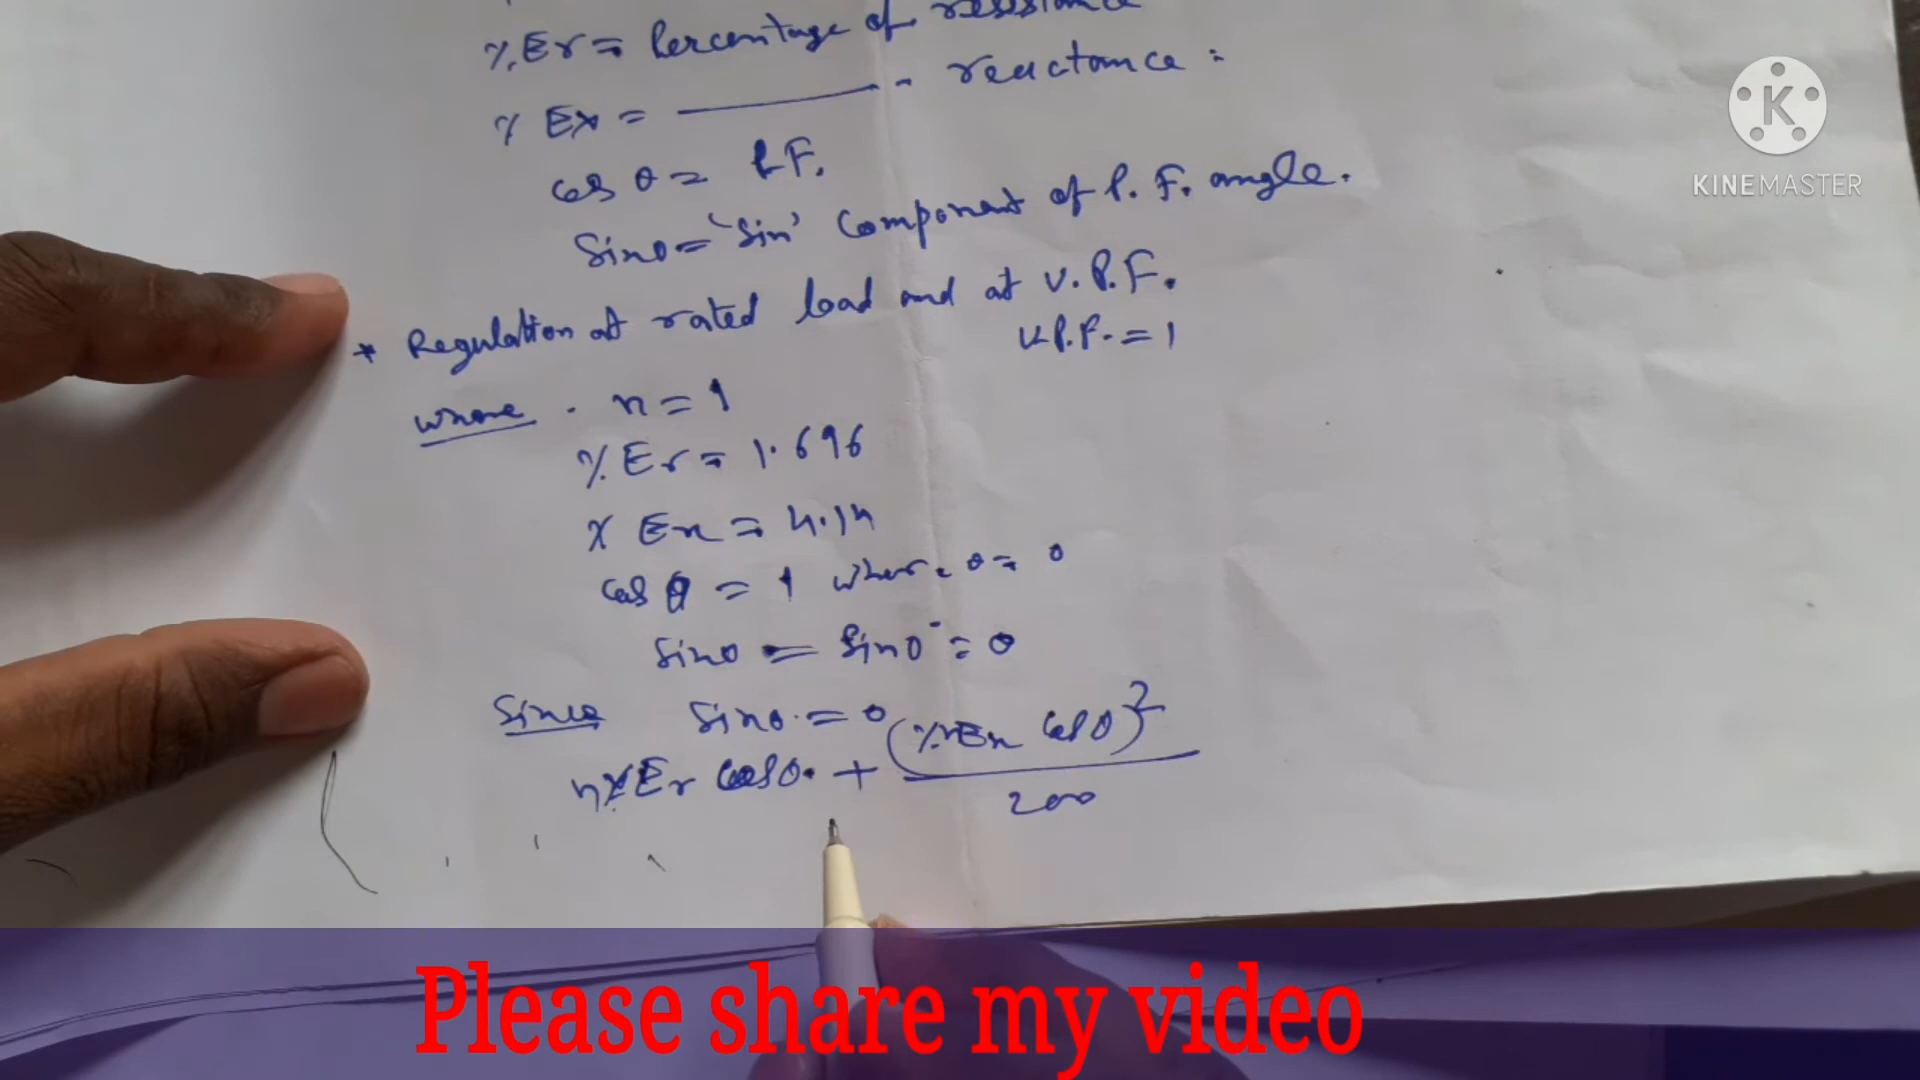 %Er = Percentage of resistance
% Ex = ———— " reactance :
cos θ = P.F.
Sinθ = 'Sin' Component of P. F. angle.
* Regulation at rated load and at U.P.F.
U.P.F. = 1
where . n = 1
% Er = 1.696
% Ex = 4.14
cos θ = 1 where θ = 0
Sinθ = Sin0° = 0
Since Sinθ = 0
n%Er cosθ + (%Ex cosθ)²
200
KINEMASTER
Please share my video